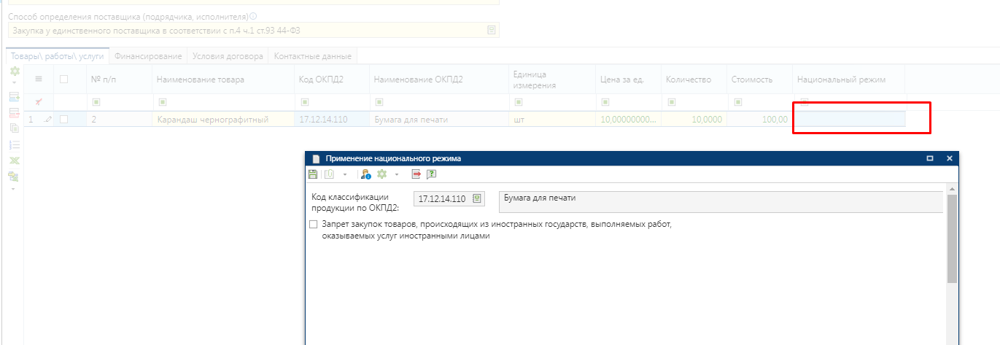 Способ определения поставщика (подрядчика, исполнителя)
Закупка у единственного поставщика в соответствии с п.4 ч.1 ст.93 44-ФЗ
Товары\ работы\ услуги Финансирование Условия договора Контактные данные
№ п/п Наименование товара Код ОКПД2 Наименование ОКПД2 Единица измерения Цена за ед. Количество Стоимость Национальный режим
1 2 Карандаш чернографитный 17.12.14.110 Бумага для печати шт 10,00000000... 10,0000 100,00
Применение национального режима
Код классификации
продукции по ОКПД2:
17.12.14.110
Бумага для печати
Запрет закупок товаров, происходящих из иностранных государств, выполняемых работ,
оказываемых услуг иностранными лицами